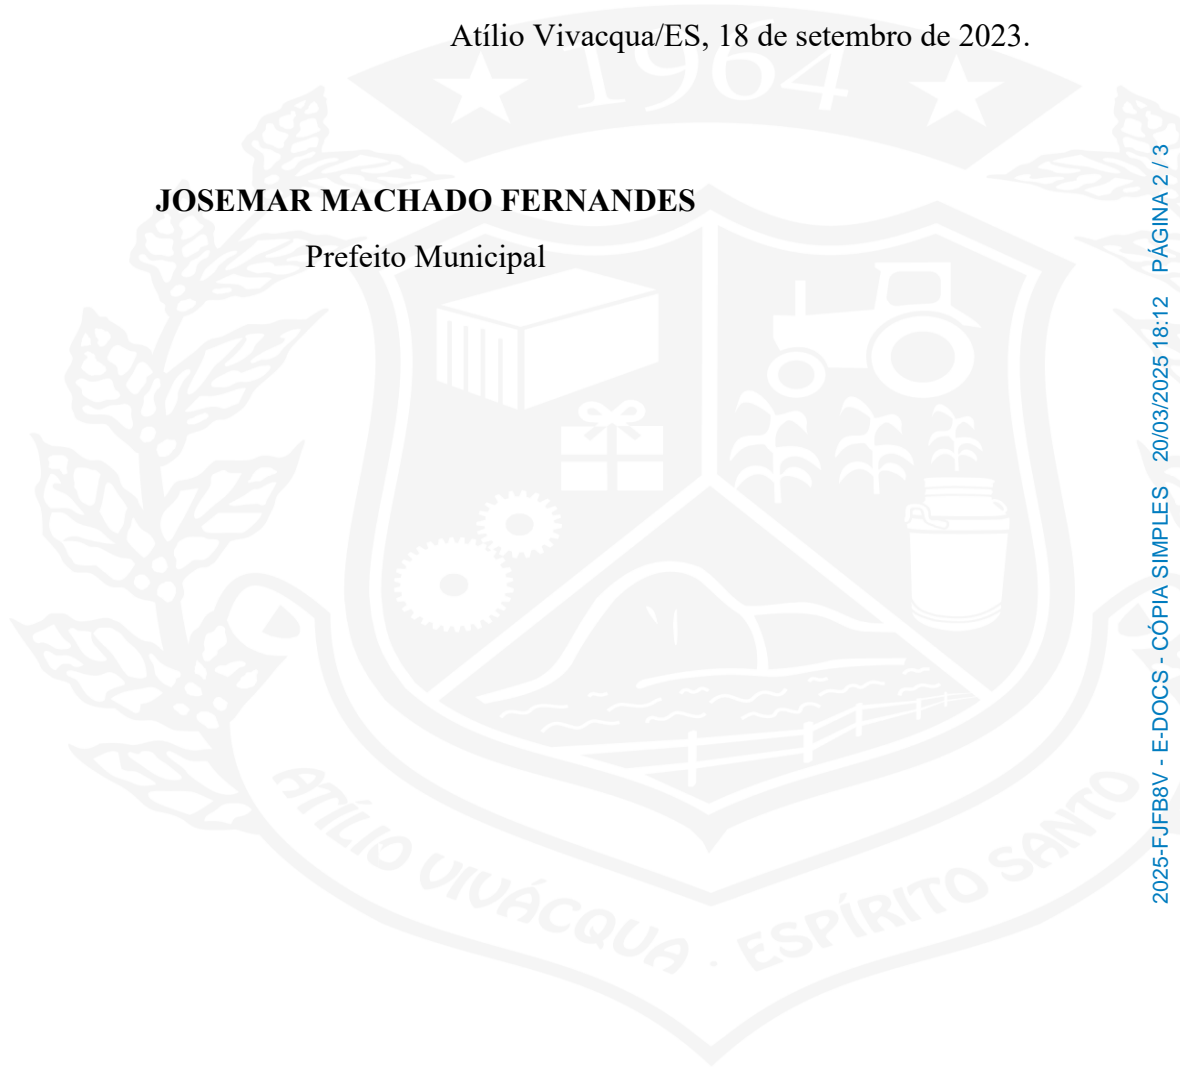 Atílio Vivacqua/ES, 18 de setembro de 2023.
1964
JOSEMAR MACHADO FERNANDES
Prefeito Municipal
ATÍLIO VIVÁCQUA · ESPÍRITO SANTO
2025-FJFB8V - E-DOCS - CÓPIA SIMPLES 20/03/2025 18:12 PÁGINA 2 / 3